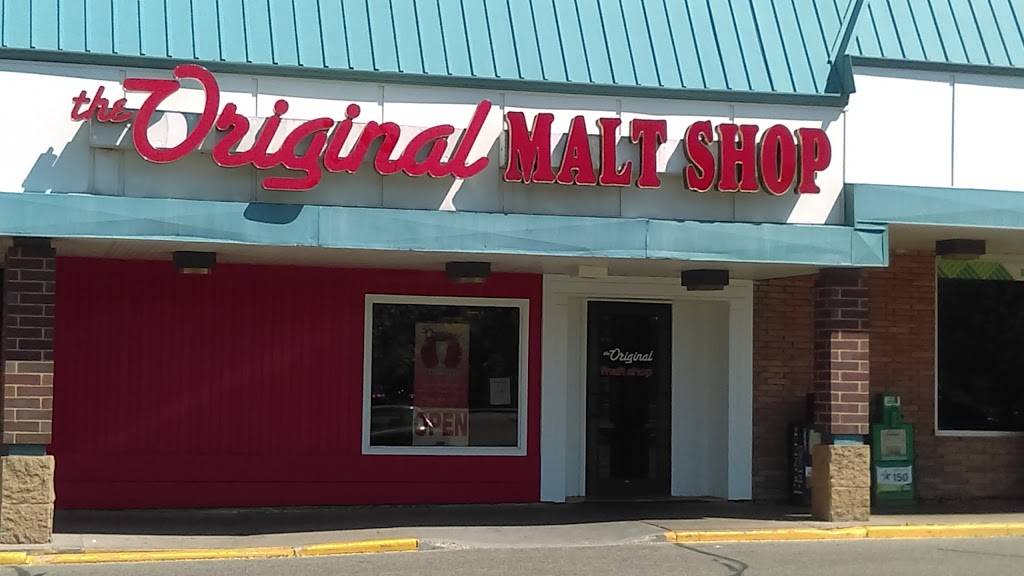 the Original MALT SHOP
the Original
malt shop
OPEN
150